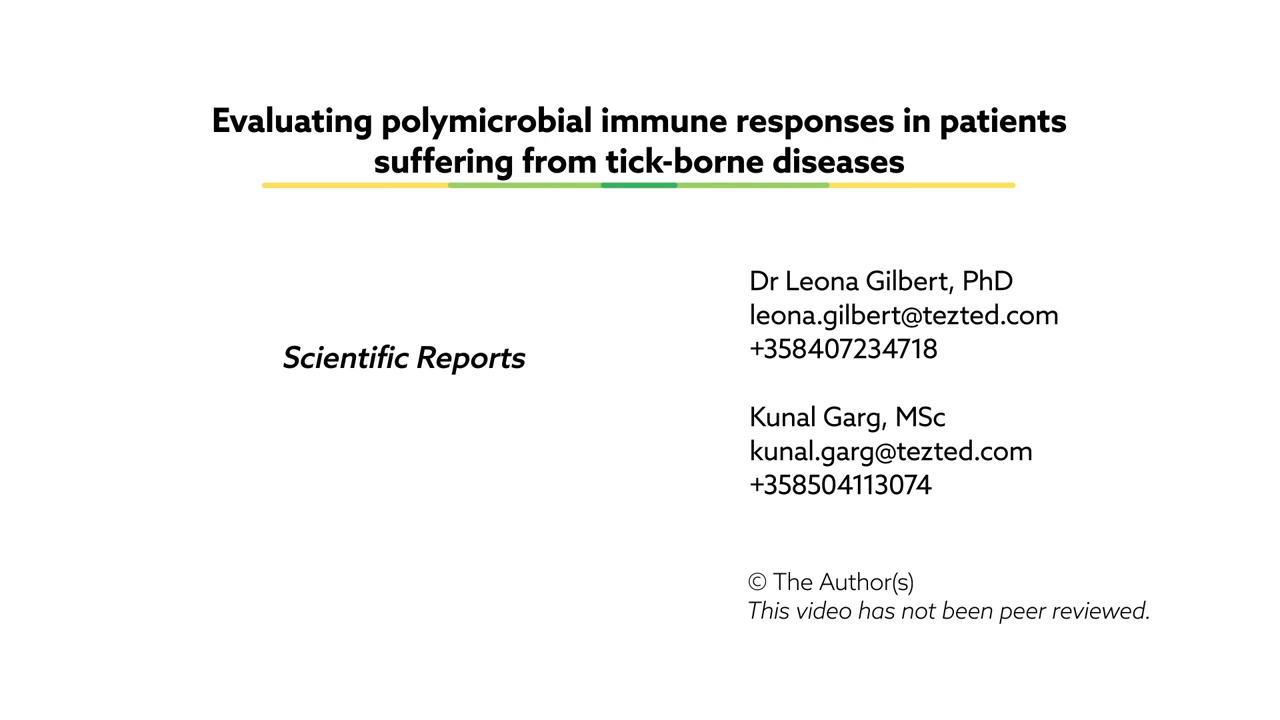 Evaluating polymicrobial immune responses in patients
suffering from tick-borne diseases
Scientific Reports
Dr Leona Gilbert, PhD
leona.gilbert@tezted.com
+358407234718
Kunal Garg, MSc
kunal.garg@tezted.com
+358504113074
© The Author(s)
This video has not been peer reviewed.